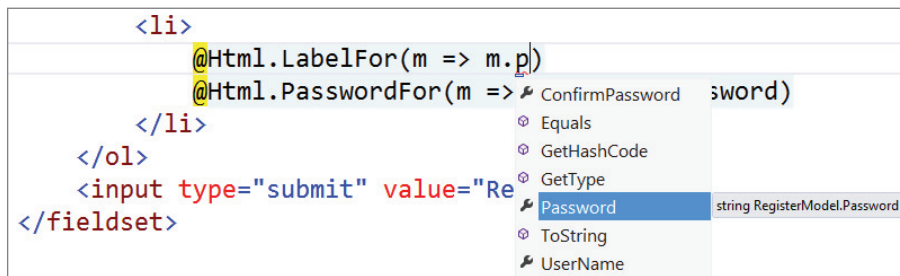 <li>
@Html.LabelFor(m => m.p)
@Html.PasswordFor(m => sword)
</li>
</ol>
<input type="submit" value="Re
</fieldset>
ConfirmPassword
Equals
GetHashCode
GetType
Password
string RegisterModel.Password
ToString
UserName